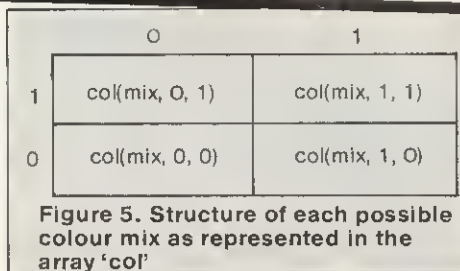 0 1
1 col(mix, 0, 1) col(mix, 1, 1)
0 col(mix, 0, 0) col(mix, 1, 0)
Figure 5. Structure of each possible
colour mix as represented in the
array ‘col’